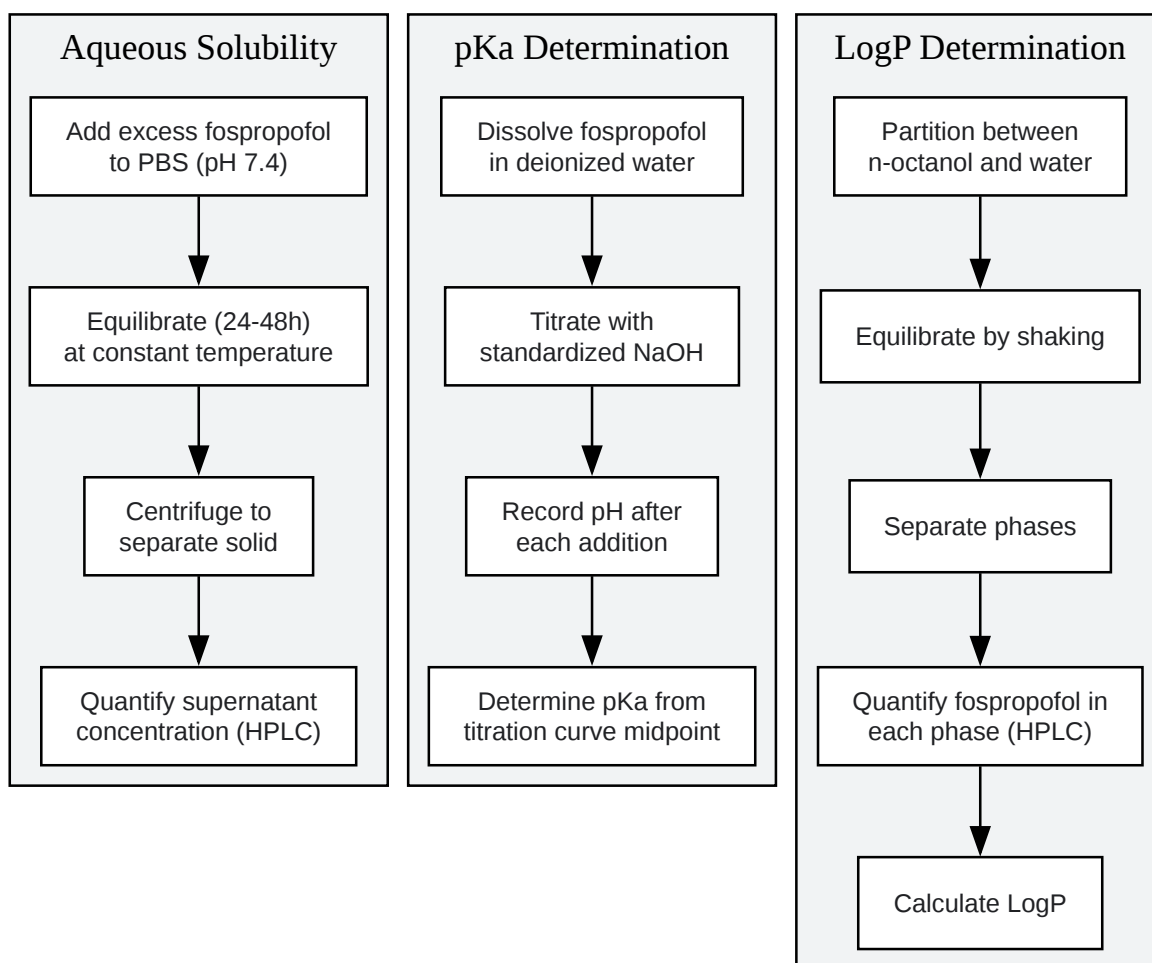 Aqueous Solubility
Add excess fospropofol
to PBS (pH 7.4)
Equilibrate (24-48h)
at constant temperature
Centrifuge to
separate solid
Quantify supernatant
concentration (HPLC)
pKa Determination
Dissolve fospropofol
in deionized water
Titrate with
standardized NaOH
Record pH after
each addition
Determine pKa from
titration curve midpoint
LogP Determination
Partition between
n-octanol and water
Equilibrate by shaking
Separate phases
Quantify fospropofol in
each phase (HPLC)
Calculate LogP